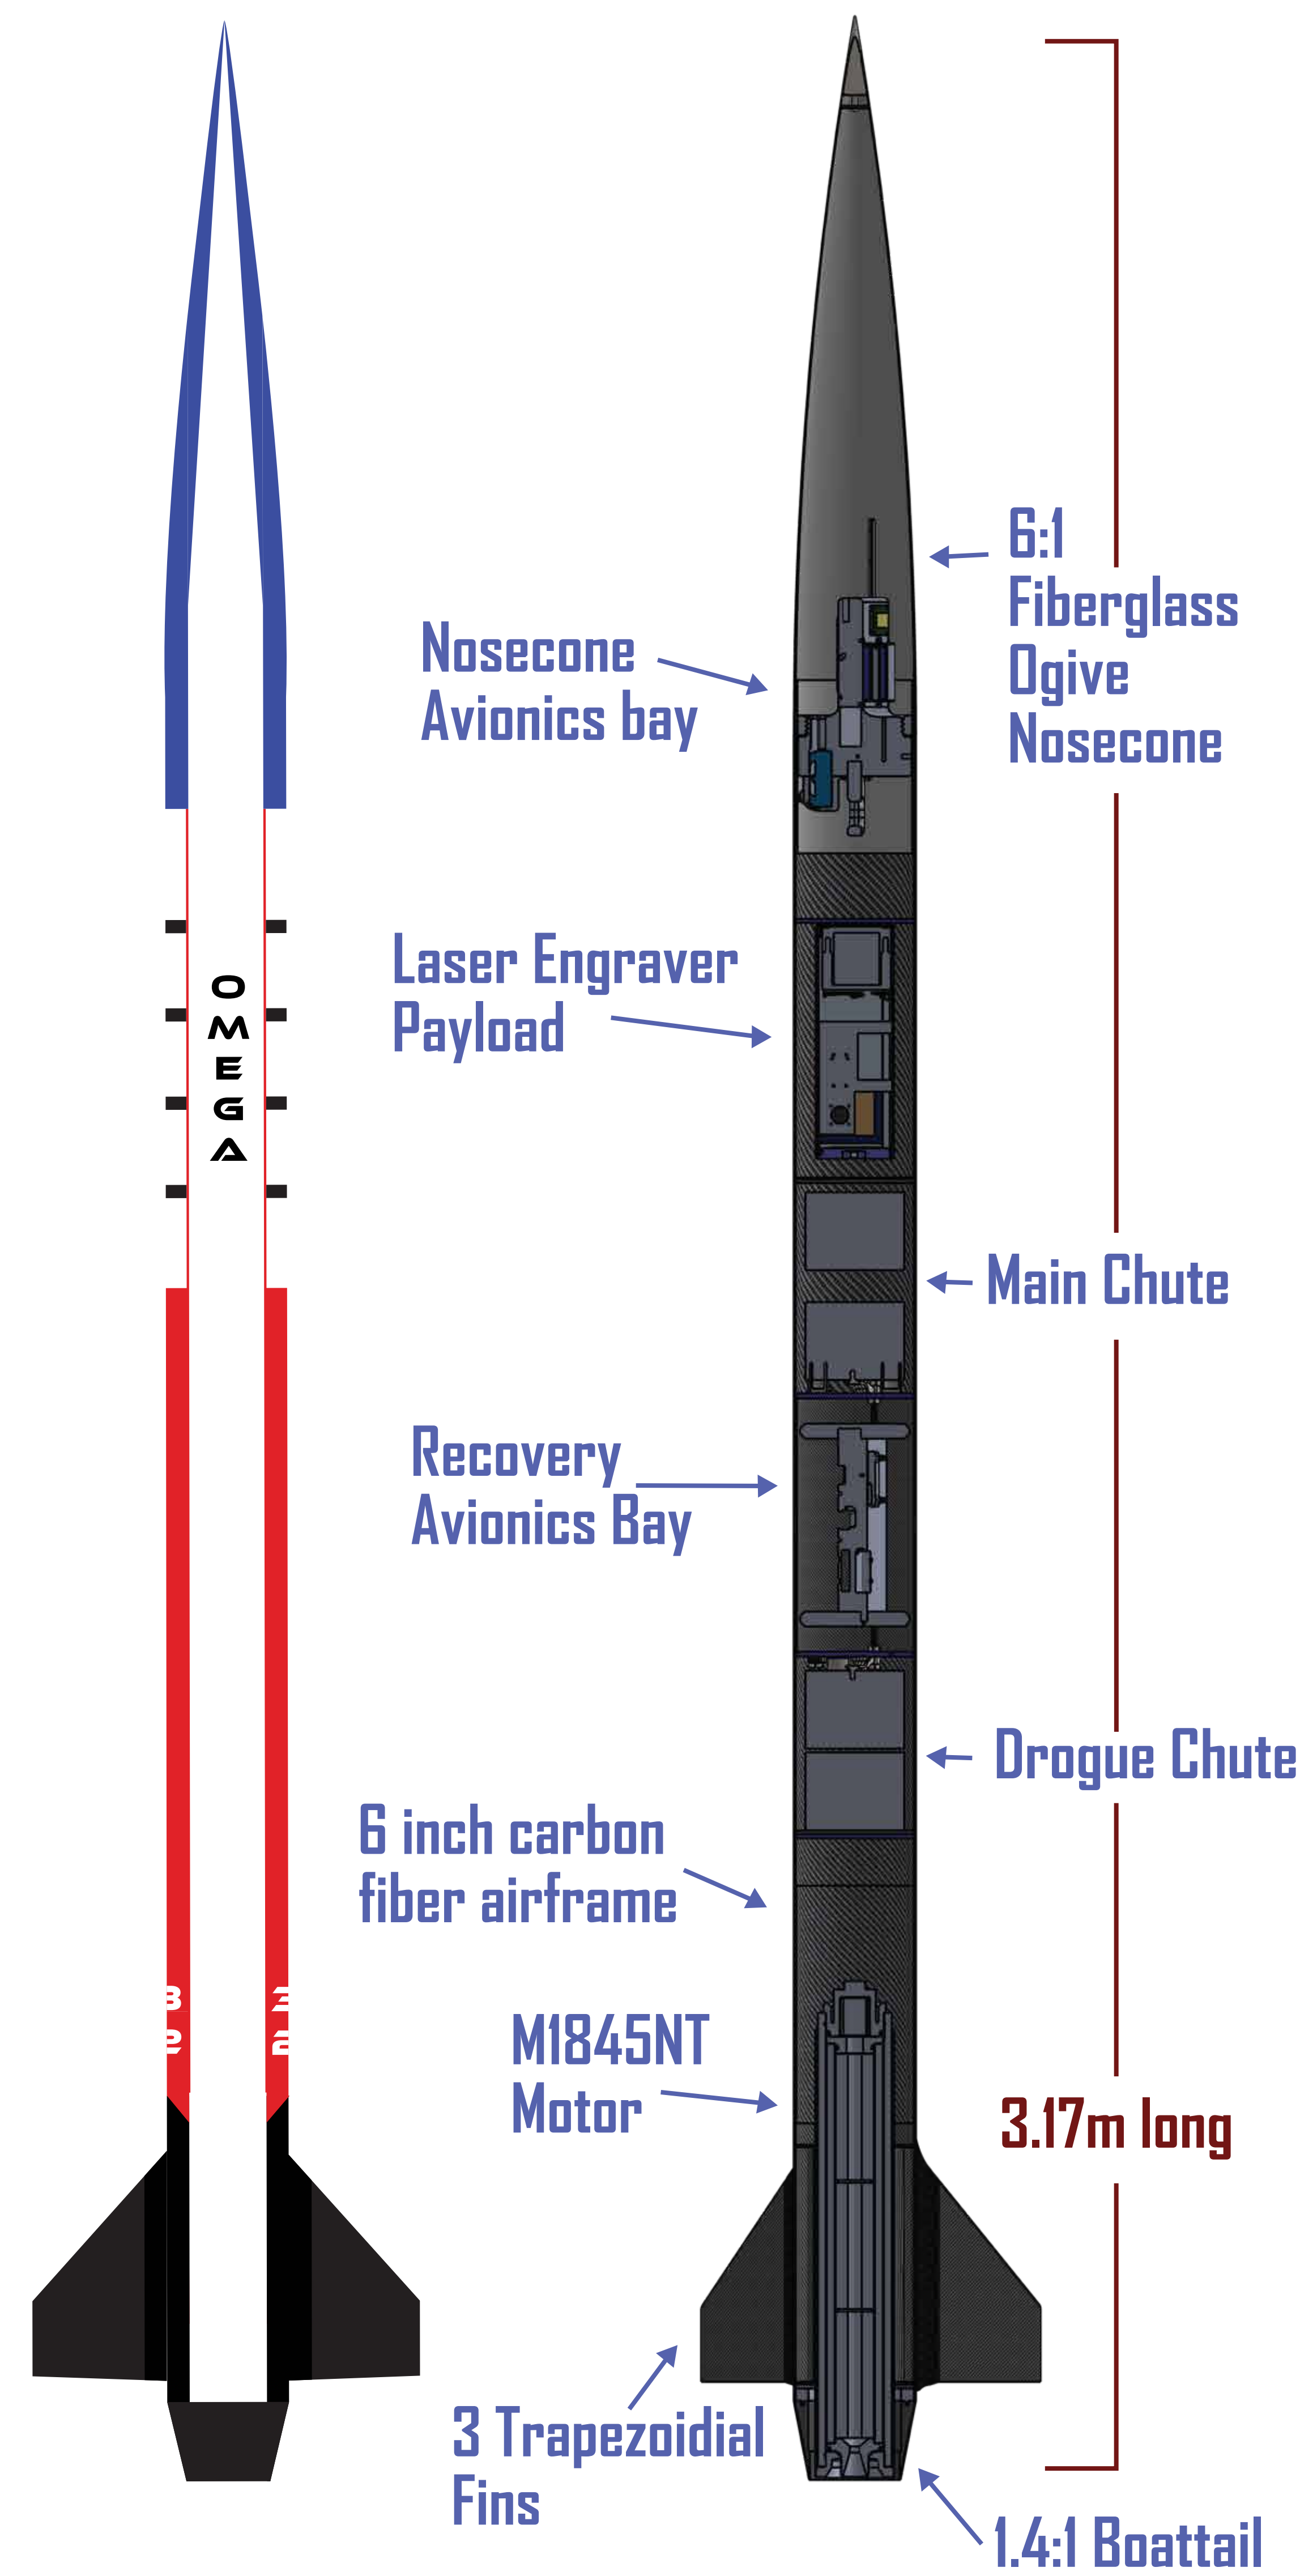 6:1
Fiberglass
Ogive
Nosecone
Nosecone
Avionics bay
Laser Engraver
Payload
O
M
E
G
A
Main Chute
Recovery
Avionics Bay
Drogue Chute
6 inch carbon
fiber airframe
M1845NT
Motor
3.17m long
3 Trapezoidial
Fins
1.4:1 Boattail